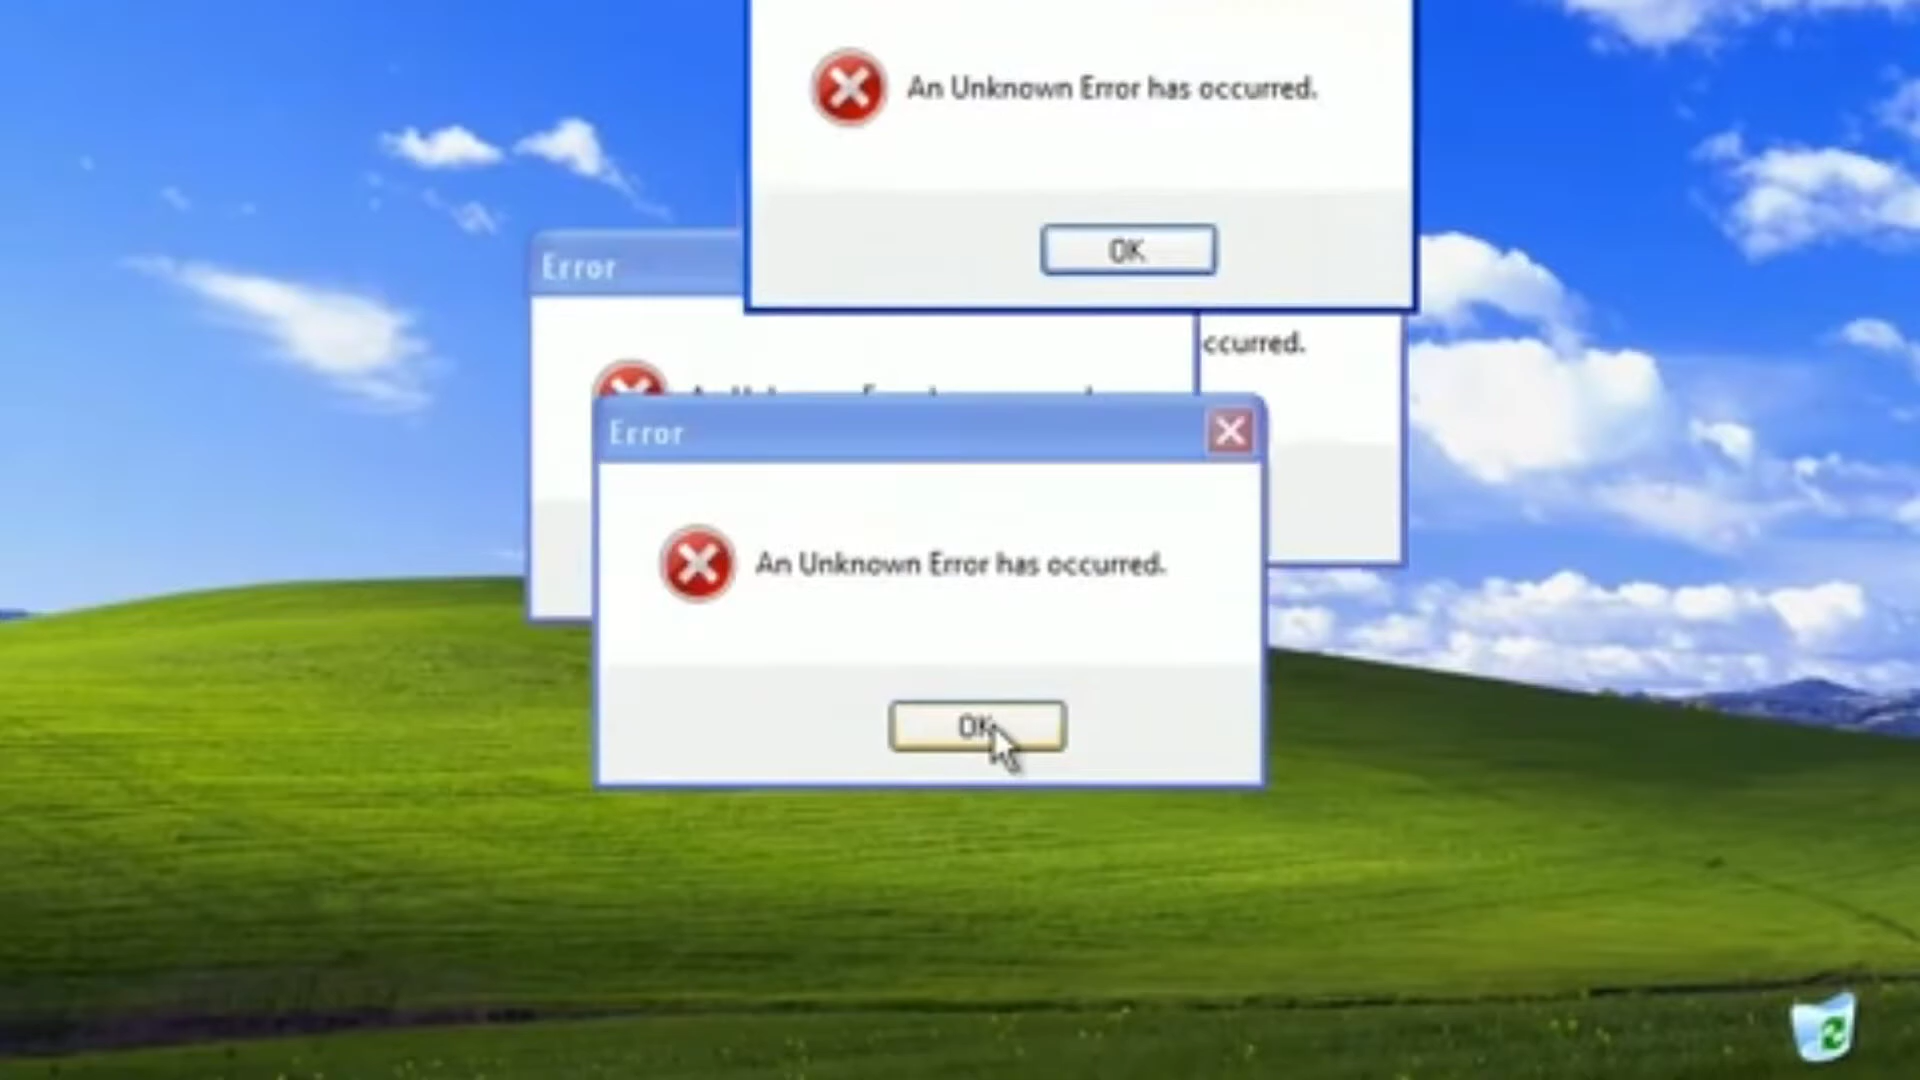 An Unknown Error has occurred.
OK
Error
ccurred.
Error
An Unknown Error has occurred.
OK